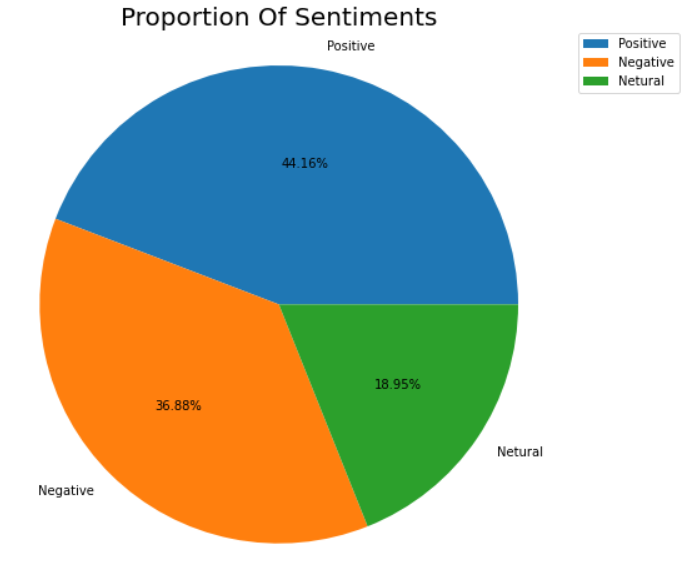 Proportion Of Sentiments
Positive
Positive
Negative
Netural
44.16%
18.95%
36.88%
Netural
Negative